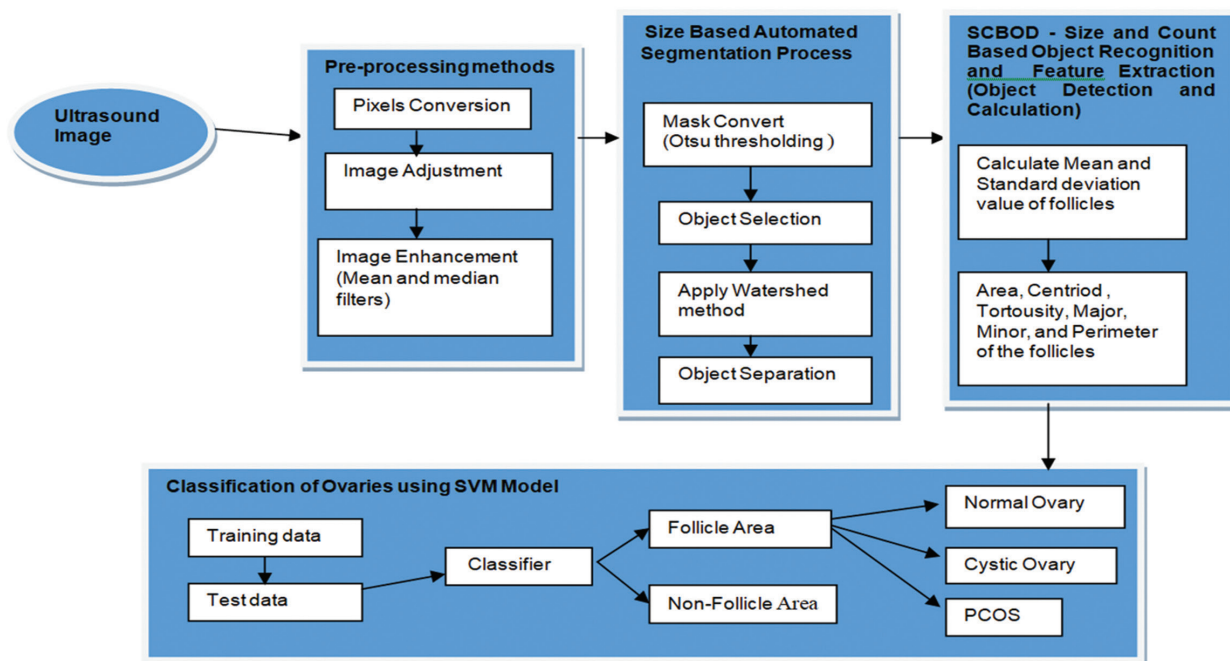 Ultrasound
Image
Pre-processing methods
Pixels Conversion
Image Adjustment
Image Enhancement
(Mean and median
filters)
Size Based Automated
Segmentation Process
Mask Convert
(Otsu thresholding )
Object Selection
Apply Watershed
method
Object Separation
SCBOD - Size and Count
Based Object Recognition
and Feature Extraction
(Object Detection and
Calculation)
Calculate Mean and
Standard deviation
value of follicles
Area, Centriod ,
Tortousity, Major,
Minor, and Perimeter
of the follicles
Classification of Ovaries using SVM Model
Training data
Test data
Classifier
Follicle Area
Non-Follicle Area
Normal Ovary
Cystic Ovary
PCOS